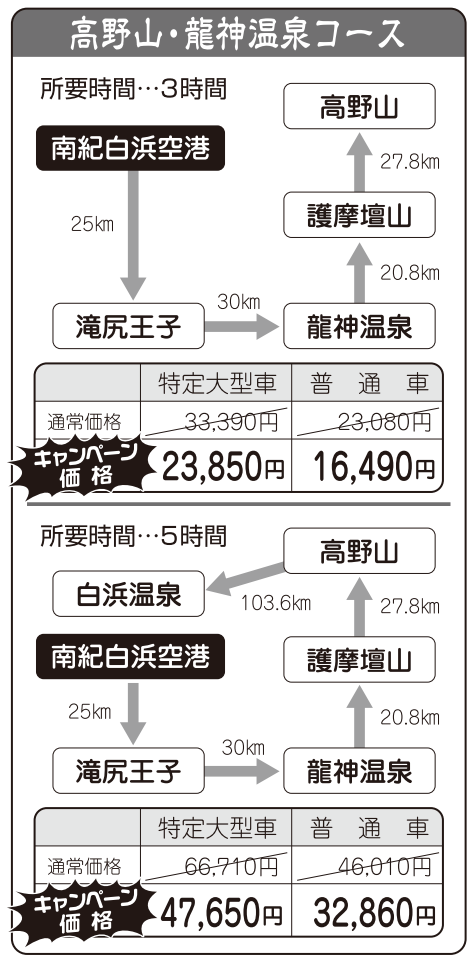 高野山・龍神温泉コース
所要時間…3時間
高野山
南紀白浜空港
27.8km
護摩壇山
25km
20.8km
30km
滝尻王子
龍神温泉
特定大型車 普通車
通常価格 33,390円 23,080円
キャンペーン
価格
23,850円 16,490円
所要時間…5時間
高野山
白浜温泉
103.6km
27.8km
南紀白浜空港
護摩壇山
25km
20.8km
30km
滝尻王子
龍神温泉
特定大型車 普通車
通常価格 66,710円 46,010円
キャンペーン
価格
47,650円 32,860円